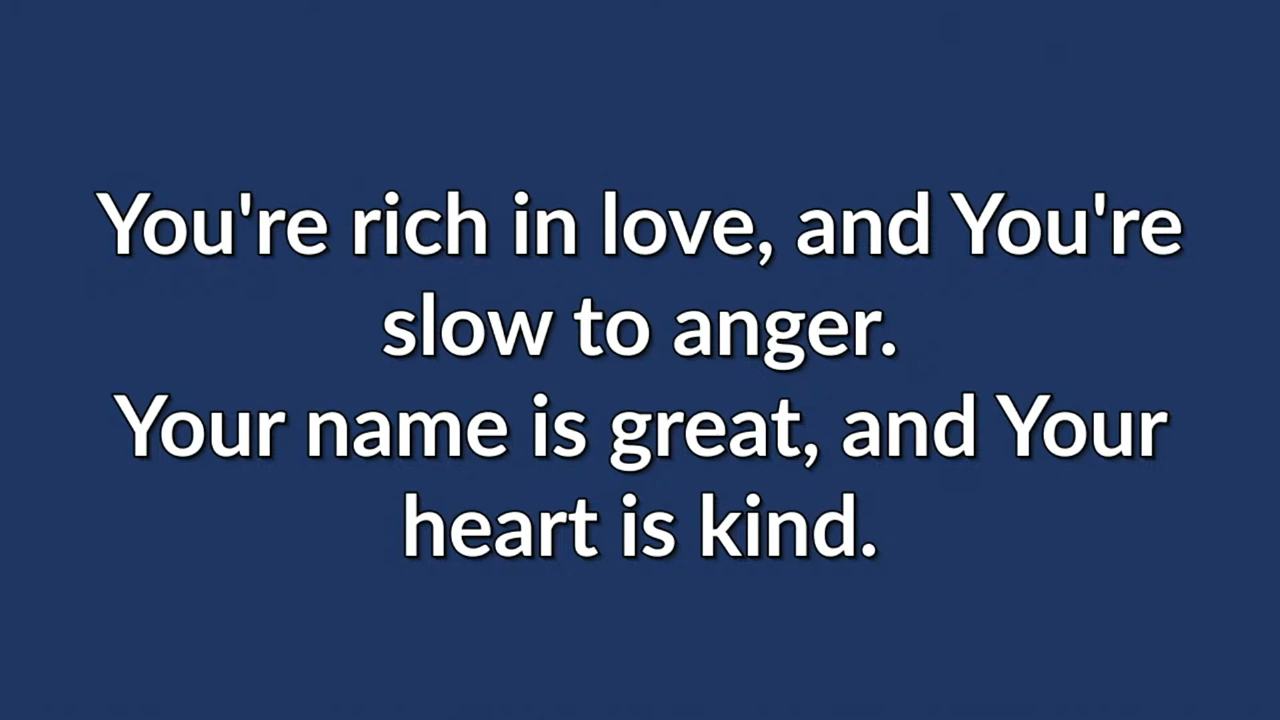 You're rich in love, and You're
slow to anger.
Your name is great, and Your
heart is kind.